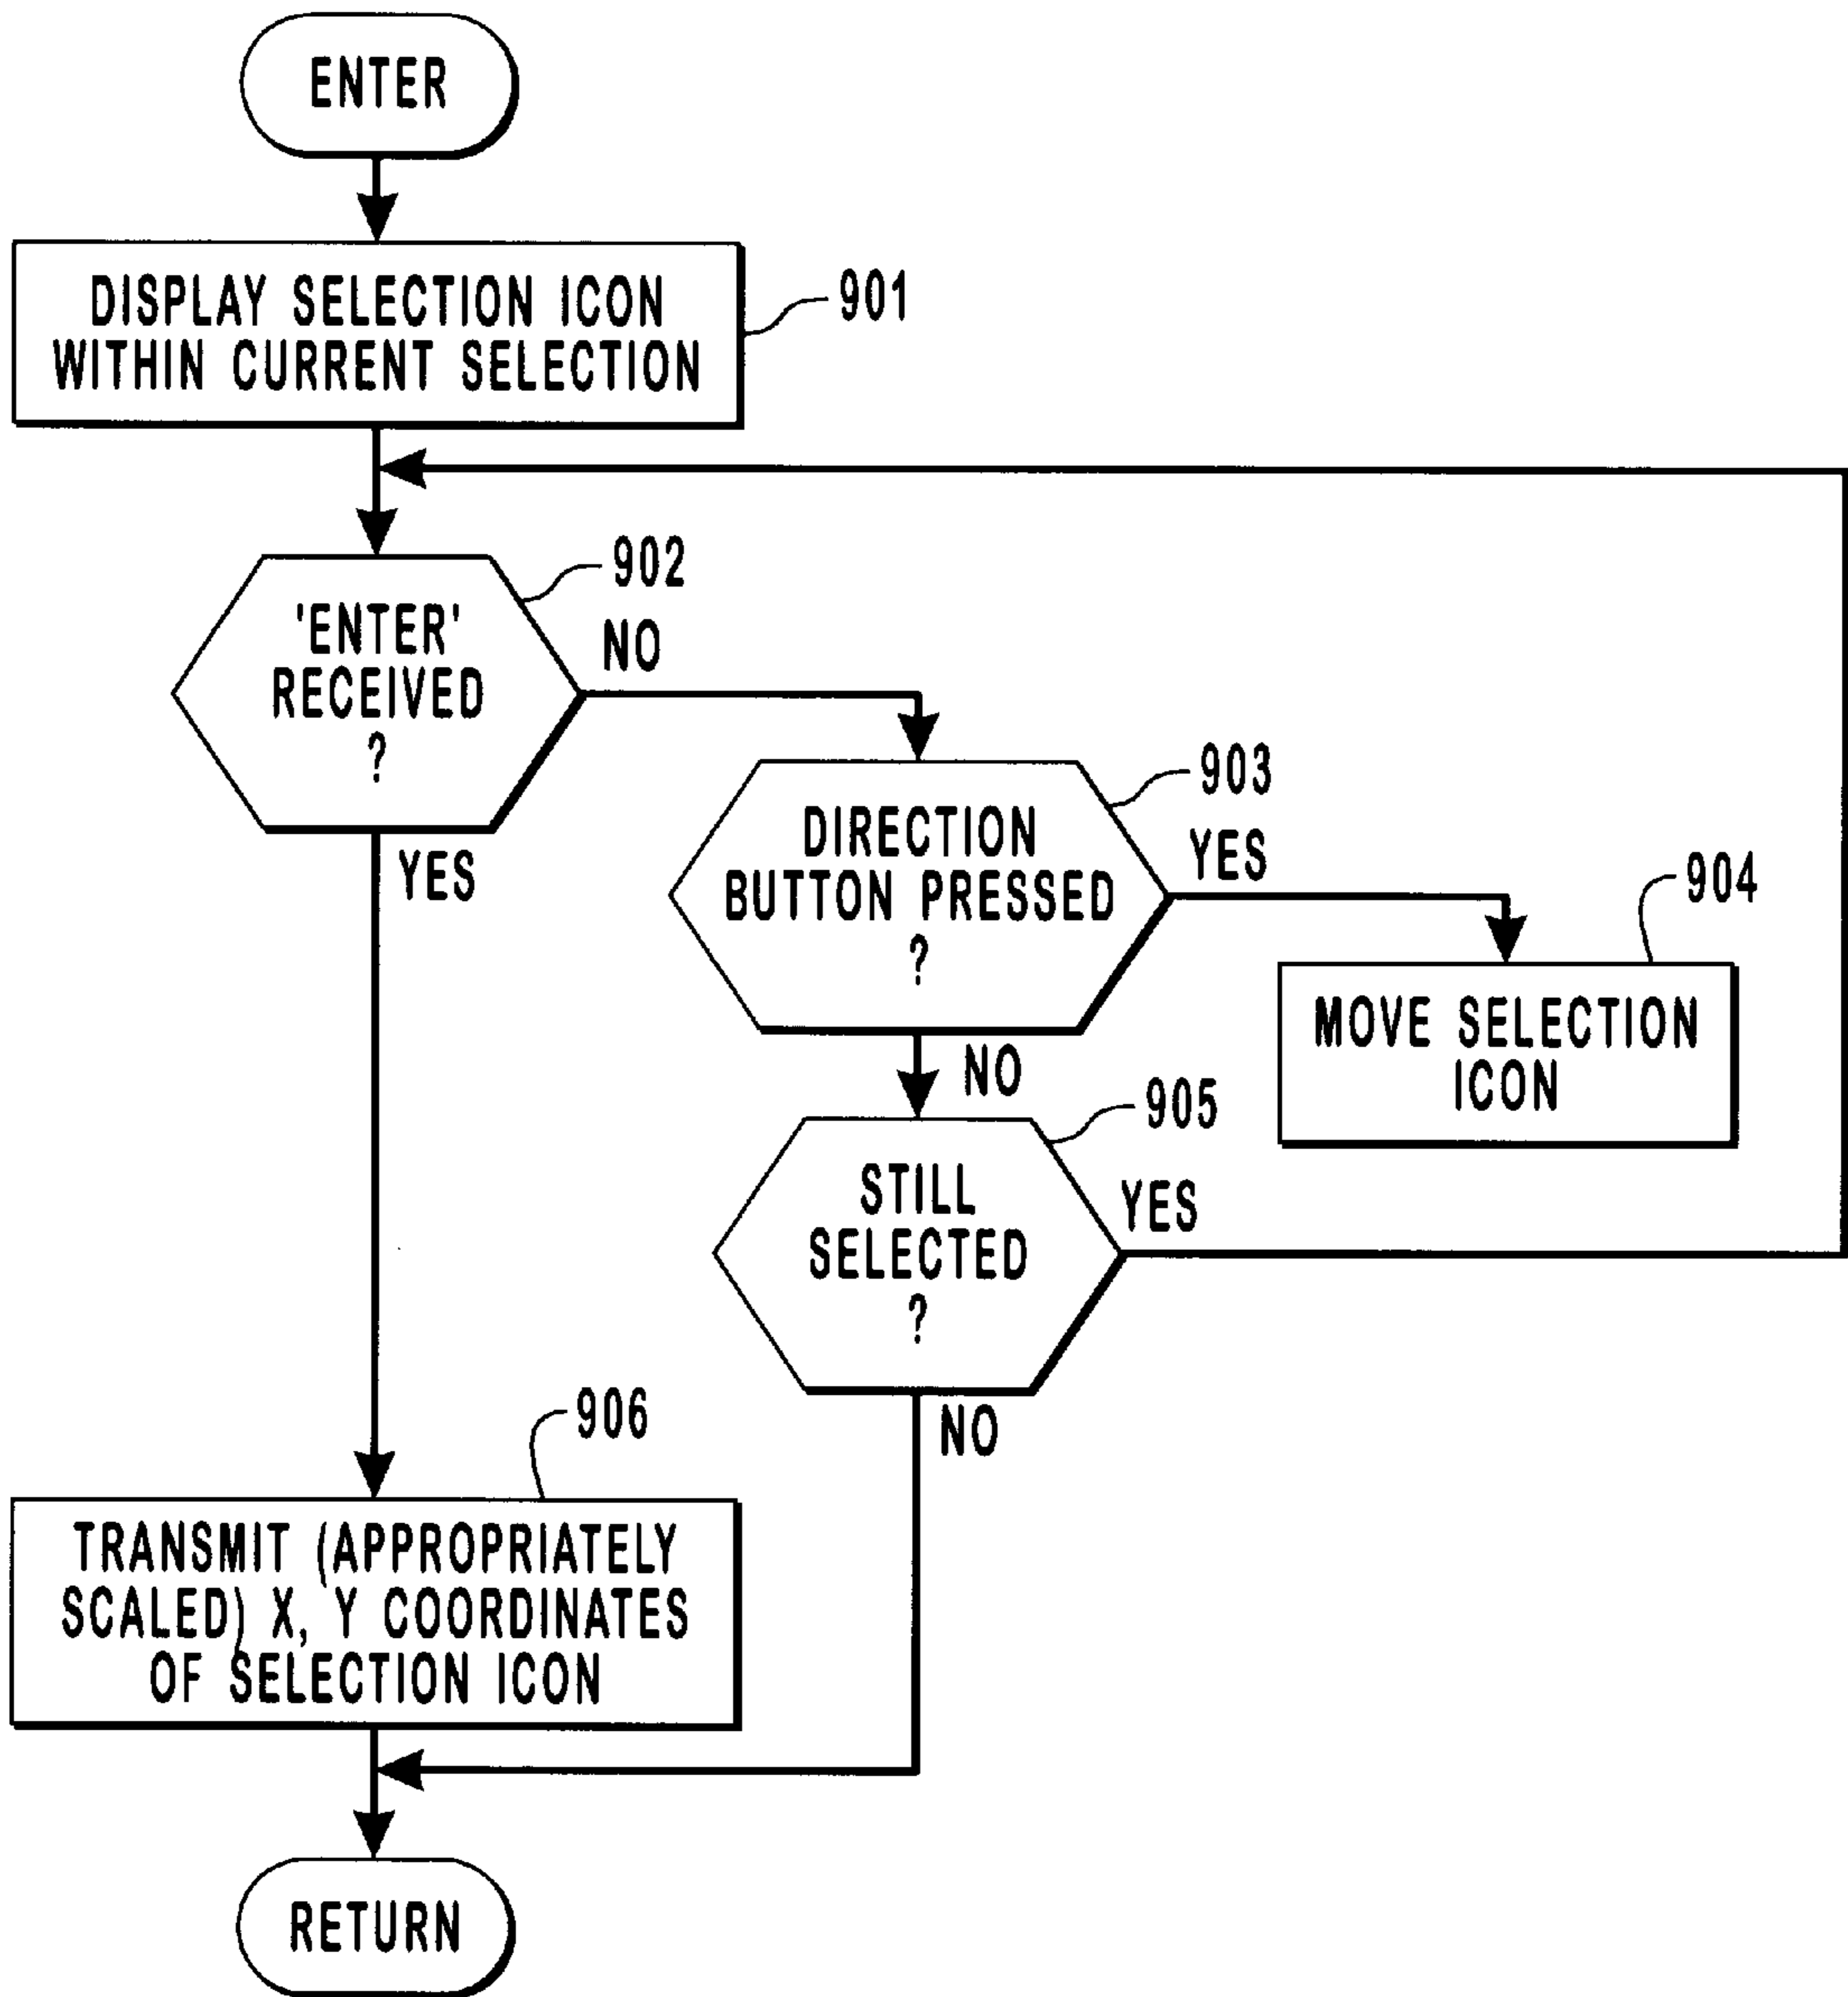 ENTER
DISPLAY SELECTION ICON
WITHIN CURRENT SELECTION
901
902
'ENTER'
RECEIVED
?
NO
YES
903
DIRECTION
BUTTON PRESSED
?
YES
NO
904
MOVE SELECTION
ICON
905
STILL
SELECTED
?
YES
NO
906
TRANSMIT (APPROPRIATELY
SCALED) X, Y COORDINATES
OF SELECTION ICON
RETURN